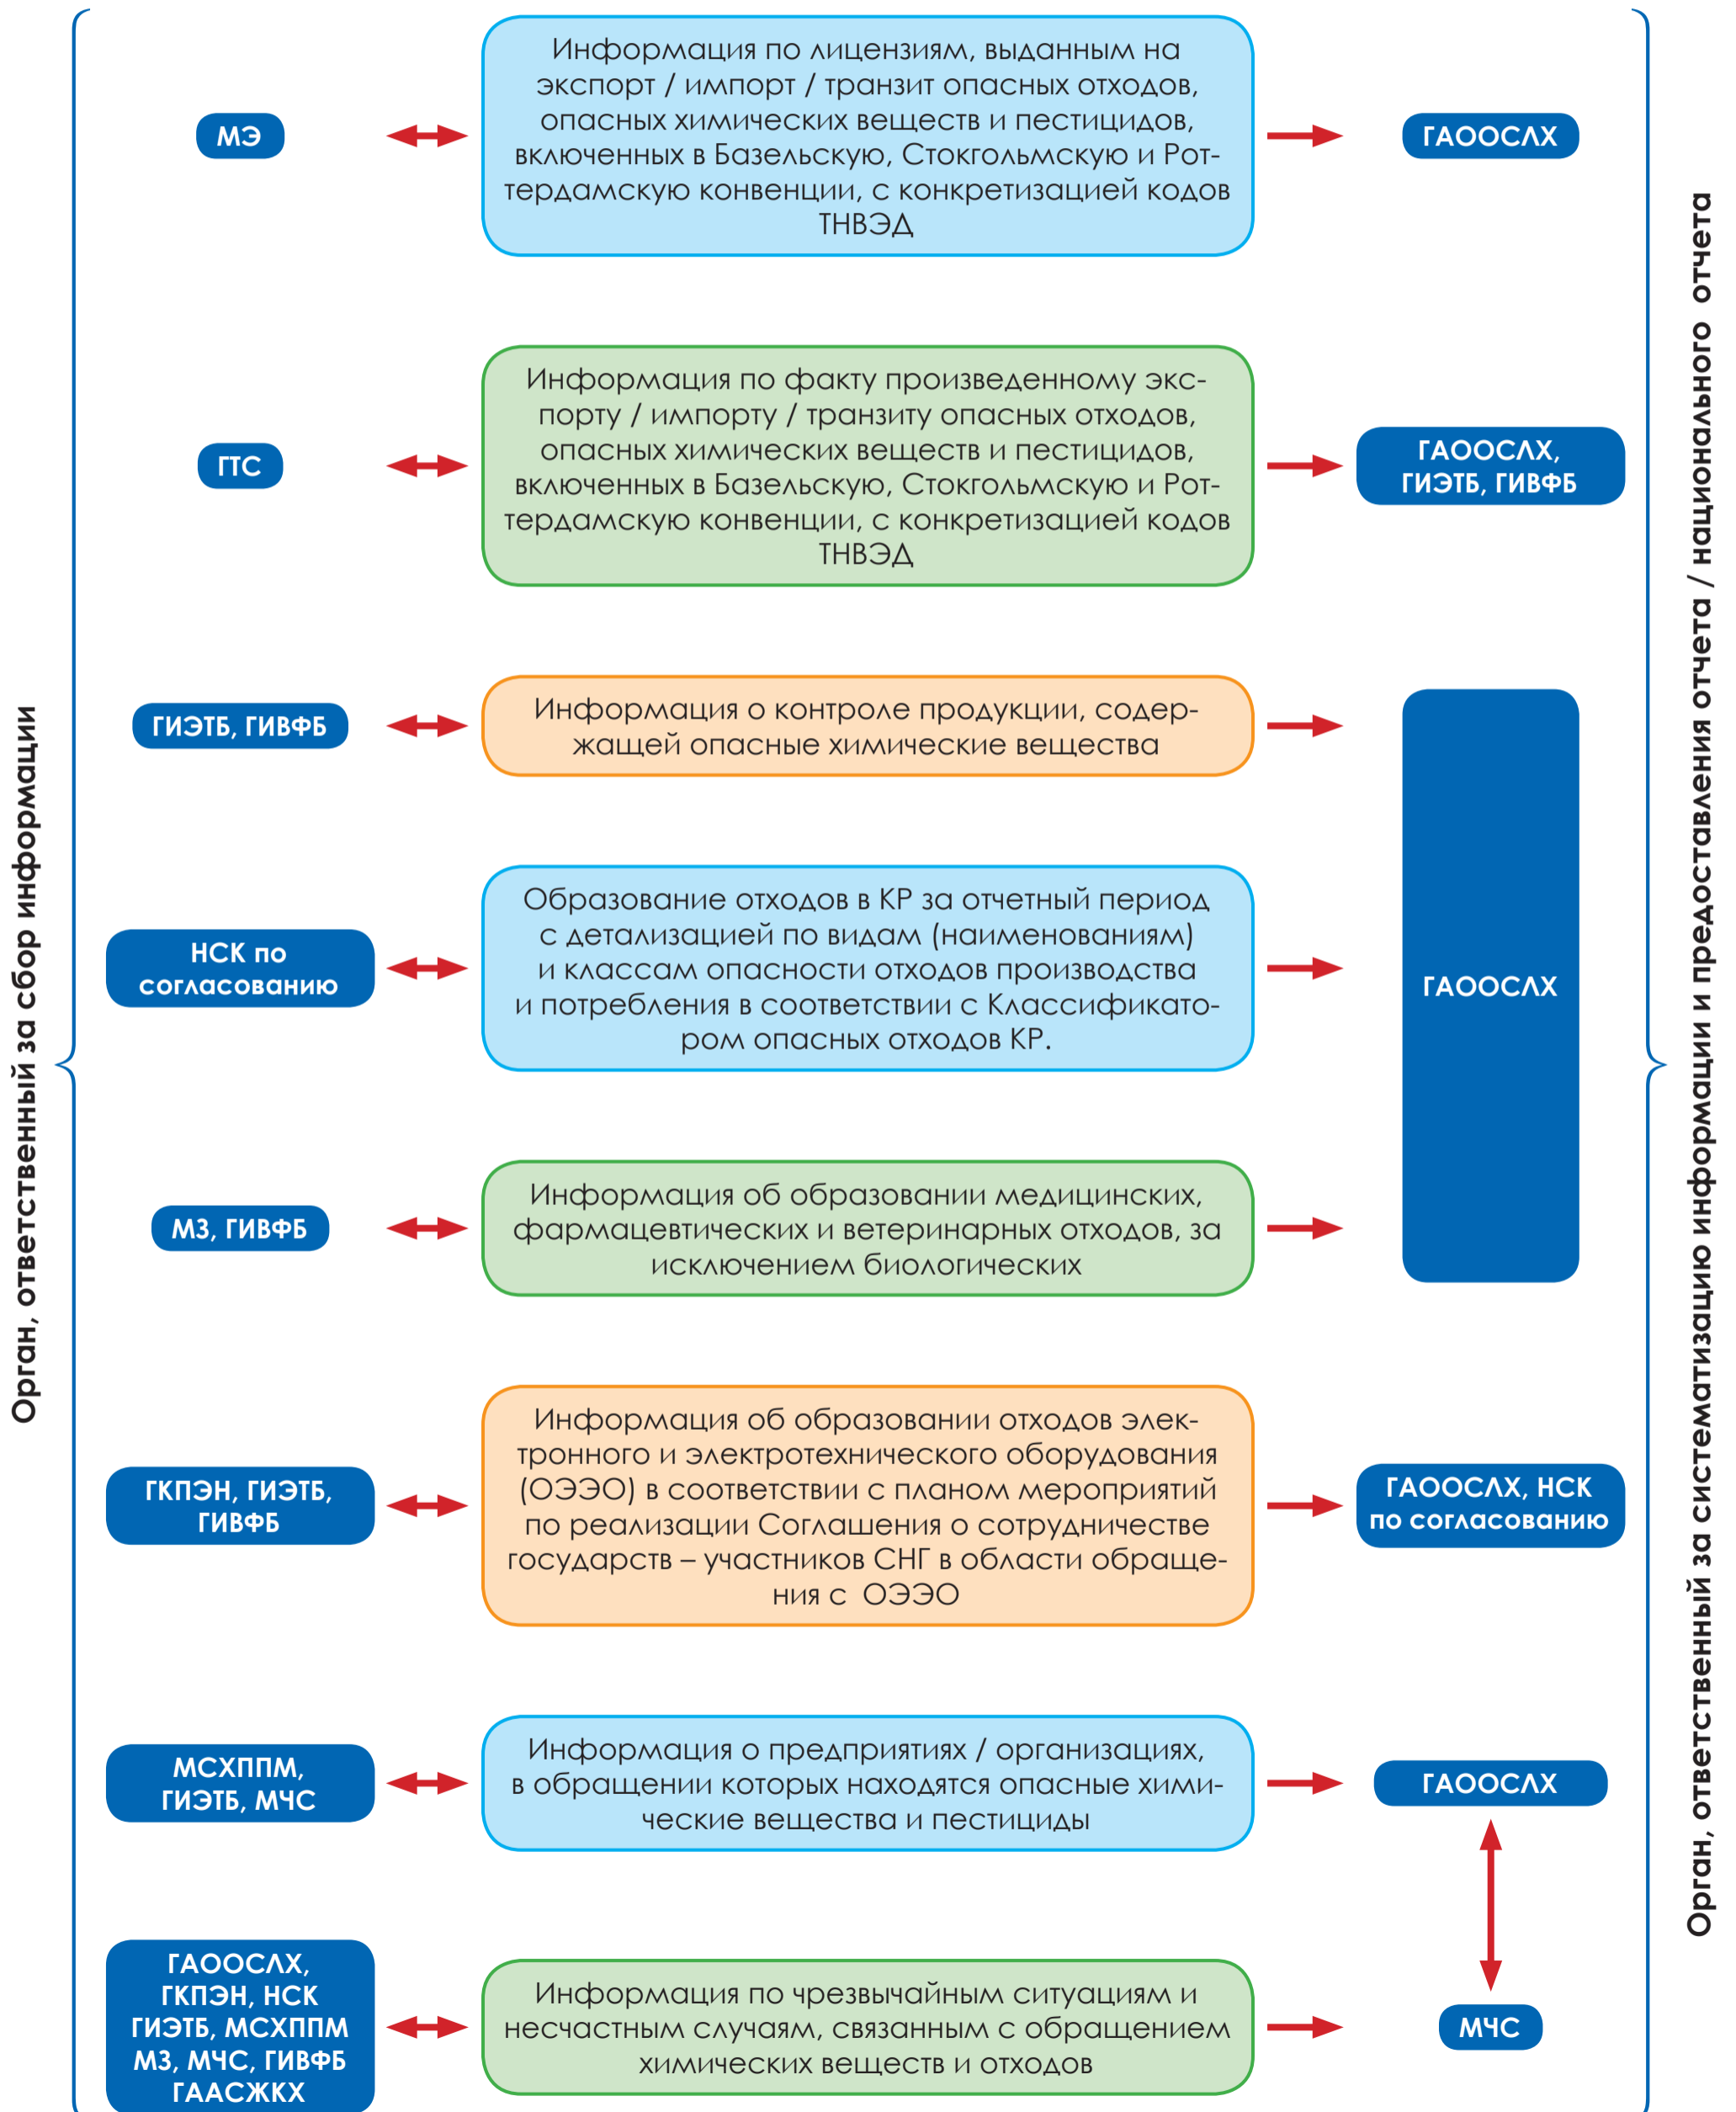 Орган, ответственный за сбор информации
МЭ
Информация по лицензиям, выданным на
экспорт / импорт / транзит опасных отходов,
опасных химических веществ и пестицидов,
включенных в Базельскую, Стокгольмскую и Рот-
тердамскую конвенции, с конкретизацией кодов
ТНВЭД
ГАООСЛХ
ГТС
Информация по факту произведенному экс-
порту / импорту / транзиту опасных отходов,
опасных химических веществ и пестицидов,
включенных в Базельскую, Стокгольмскую и Рот-
тердамскую конвенции, с конкретизацией кодов
ТНВЭД
ГАООСЛХ,
ГИЭТБ, ГИВФБ
ГИЭТБ, ГИВФБ
Информация о контроле продукции, содер-
жащей опасные химические вещества
НСК по
согласованию
Образование отходов в КР за отчетный период
с детализацией по видам (наименованиям)
и классам опасности отходов производства
и потребления в соответствии с Классификато-
ром опасных отходов КР.
ГАООСЛХ
МЗ, ГИВФБ
Информация об образовании медицинских,
фармацевтических и ветеринарных отходов, за
исключением биологических
ГКПЭН, ГИЭТБ,
ГИВФБ
Информация об образовании отходов элек-
тронного и электротехнического оборудования
(ОЭЭО) в соответствии с планом мероприятий
по реализации Соглашения о сотрудничестве
государств – участников СНГ в области обраще-
ния с ОЭЭО
ГАООСЛХ, НСК
по согласованию
МСХППМ,
ГИЭТБ, МЧС
Информация о предприятиях / организациях,
в обращении которых находятся опасные хими-
ческие вещества и пестициды
ГАООСЛХ
ГАООСЛХ,
ГКПЭН, НСК
ГИЭТБ, МСХППМ
МЗ, МЧС, ГИВФБ
ГААСЖКХ
Информация по чрезвычайным ситуациям и
несчастным случаям, связанным с обращением
химических веществ и отходов
МЧС
Орган, ответственный за систематизацию информации и предоставления отчета / национального отчета